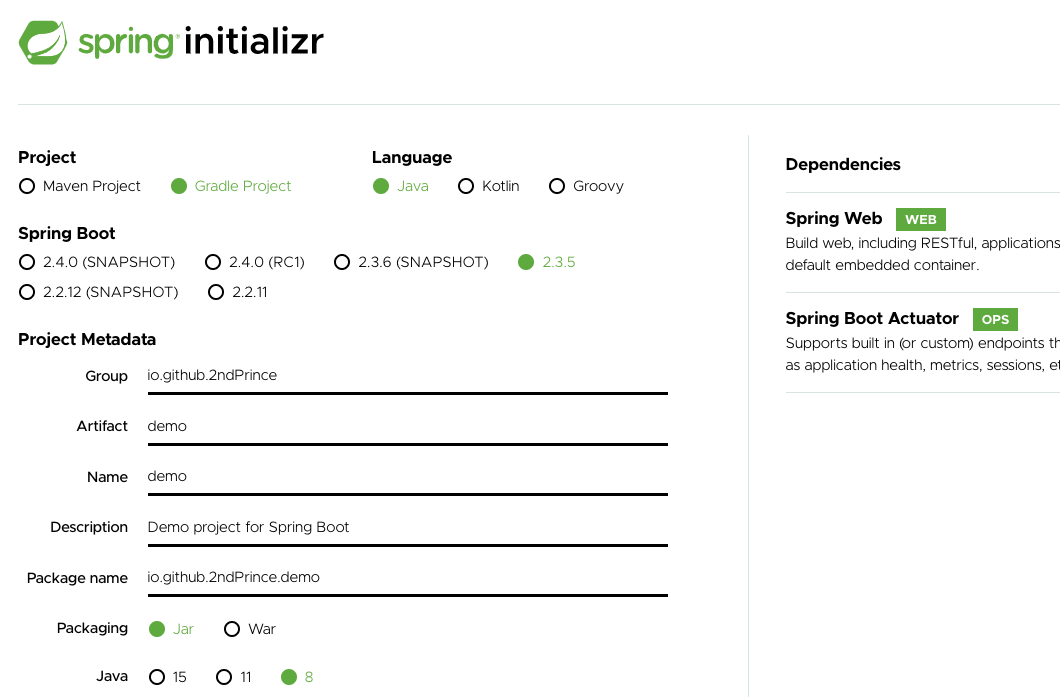 spring initializr
Project
Maven Project Gradle Project
Language
Java Kotlin Groovy
Spring Boot
2.4.0 (SNAPSHOT) 2.4.0 (RC1) 2.3.6 (SNAPSHOT) 2.3.5
2.2.12 (SNAPSHOT) 2.2.11
Project Metadata
Group io.github.2ndPrince
Artifact demo
Name demo
Description Demo project for Spring Boot
Package name io.github.2ndPrince.demo
Packaging Jar War
Java 15 11 8
Dependencies
Spring Web WEB
Build web, including RESTful, applications
default embedded container.
Spring Boot Actuator OPS
Supports built in (or custom) endpoints th
as application health, metrics, sessions, et